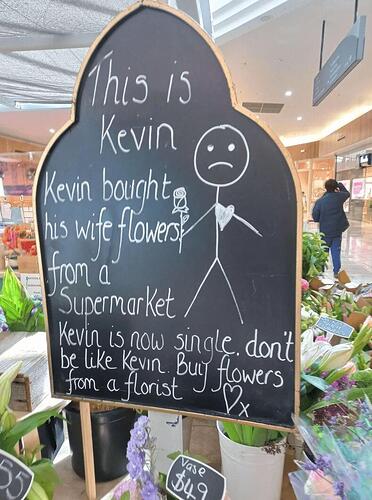 This is
Kevin
Kevin bought
his wife flowers
from a
Supermarket
Kevin is now single. don't
be like Kevin. Buy flowers
from a florist
x
Vase
$49
55